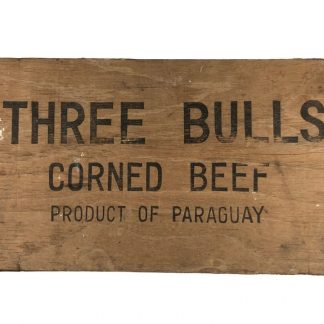 THREE BULLS
CORNED BEEF
PRODUCT OF PARAGUAY